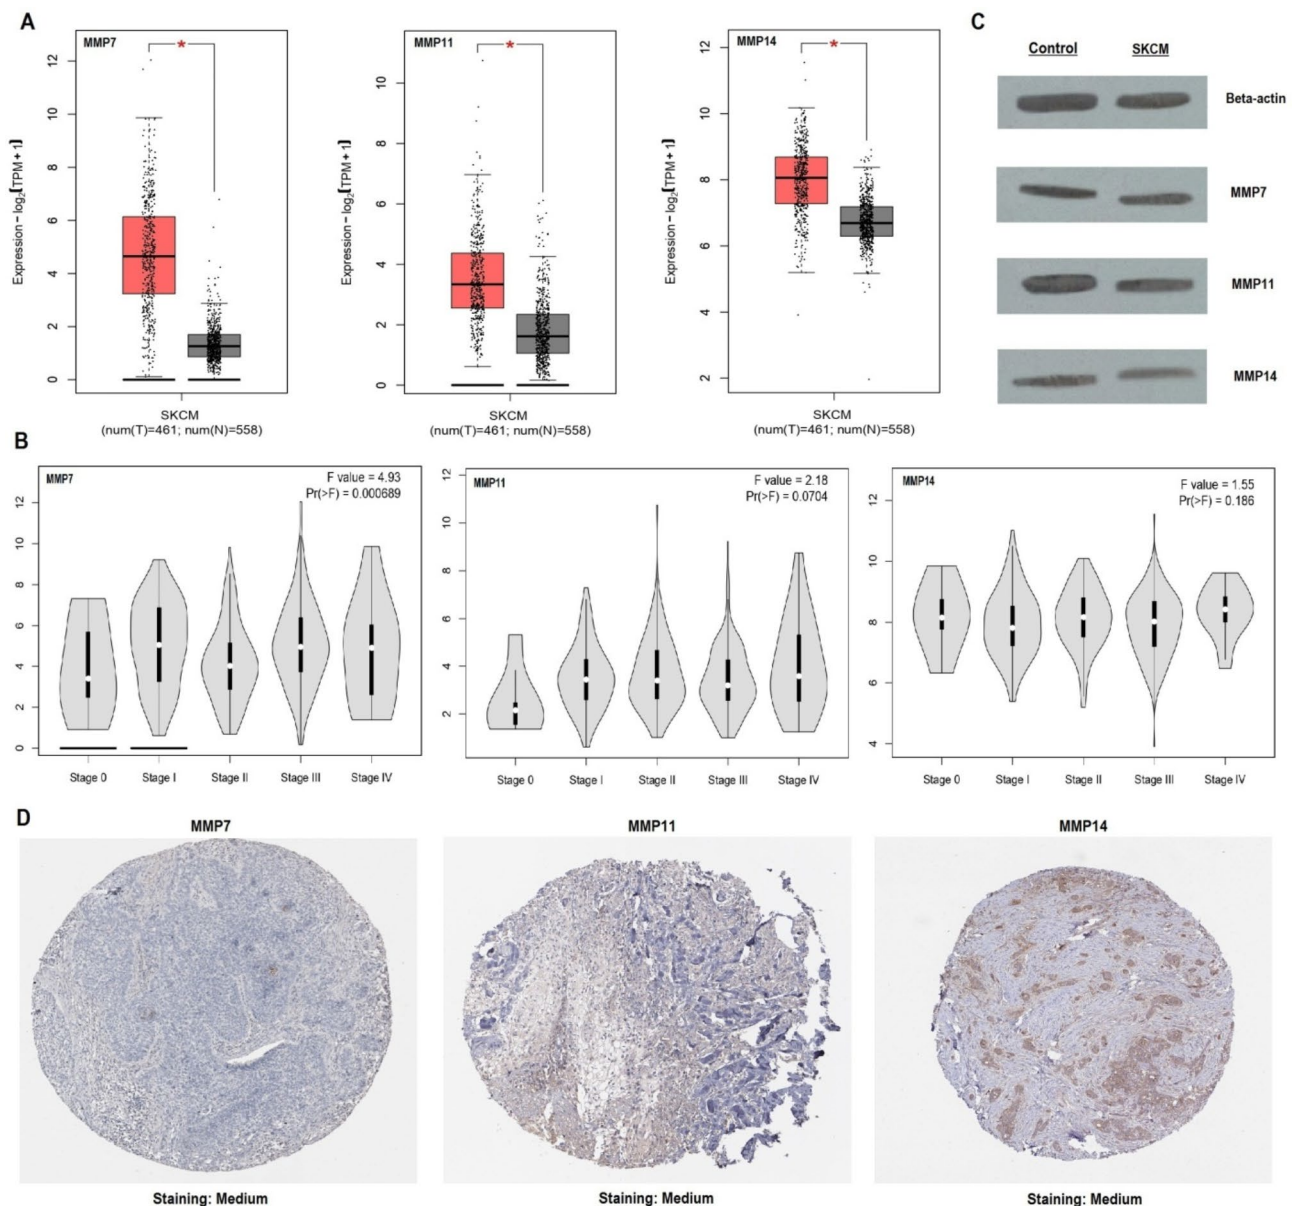 A
MMP7
*
Expression − log2(TPM + 1)
12
10
8
6
4
2
0
SKCM
(num(T)=461; num(N)=558)
MMP11
*
Expression − log2(TPM + 1)
10
8
6
4
2
0
SKCM
(num(T)=461; num(N)=558)
MMP14
*
Expression − log2(TPM + 1)
12
10
8
6
4
2
SKCM
(num(T)=461; num(N)=558)
C
Control SKCM
Beta-actin
MMP7
MMP11
MMP14
B
MMP7
F value = 4.93
Pr(>F) = 0.000689
12
10
8
6
4
2
0
Stage 0 Stage I Stage II Stage III Stage IV
MMP11
F value = 2.18
Pr(>F) = 0.0704
12
10
8
6
4
2
Stage 0 Stage I Stage II Stage III Stage IV
MMP14
F value = 1.55
Pr(>F) = 0.186
12
10
8
6
4
Stage 0 Stage I Stage II Stage III Stage IV
D
MMP7
Staining: Medium
MMP11
Staining: Medium
MMP14
Staining: Medium